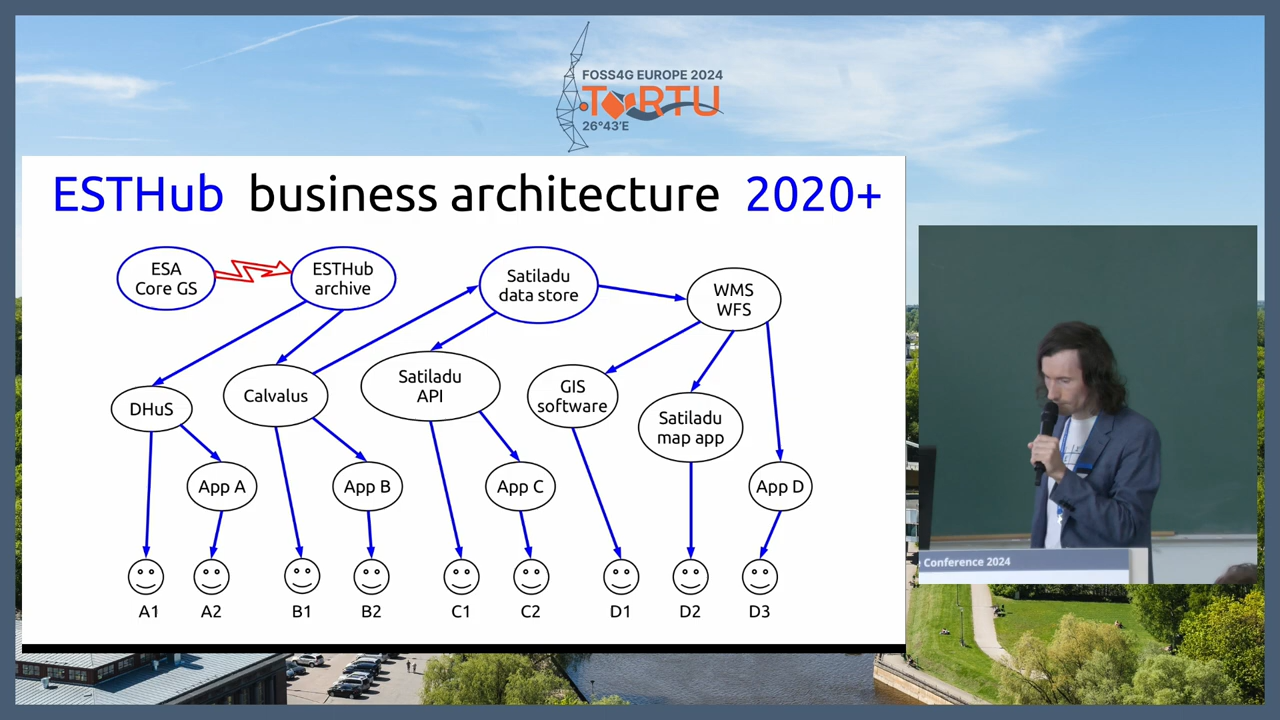 FOSS4G EUROPE 2024
TARTU
26°43'E
ESTHub business architecture 2020+
ESA
Core GS
ESTHub
archive
Satiladu
data store
WMS
WFS
DHuS
Calvalus
Satiladu
API
GIS
software
Satiladu
map app
App A
App B
App C
App D
A1
A2
B1
B2
C1
C2
D1
D2
D3
Conference 2024